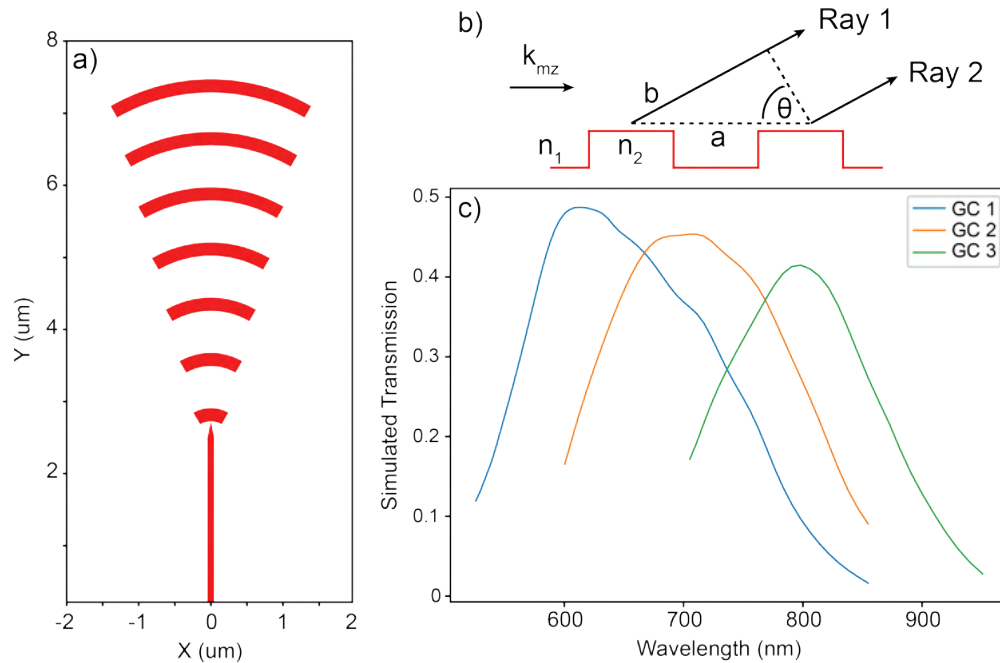 a)
8
6
4
2
Y (um)
-2 -1 0 1 2
X (um)
b)
k_mz
Ray 1
Ray 2
b
θ
a
n_1
n_2
c)
GC 1
GC 2
GC 3
0.5
0.4
0.3
0.2
0.1
0
Simulated Transmission
600 700 800 900
Wavelength (nm)